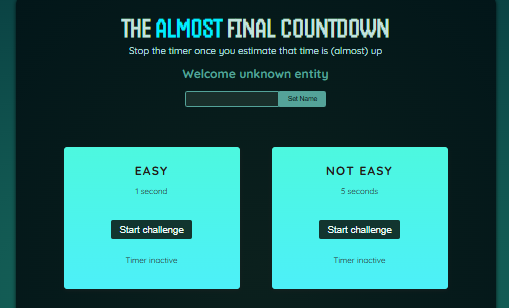 THE ALMOST FINAL COUNTDOWN
Stop the timer once you estimate that time is (almost) up
Welcome unknown entity
Set Name
EASY
1 second
Start challenge
Timer inactive
NOT EASY
5 seconds
Start challenge
Timer inactive